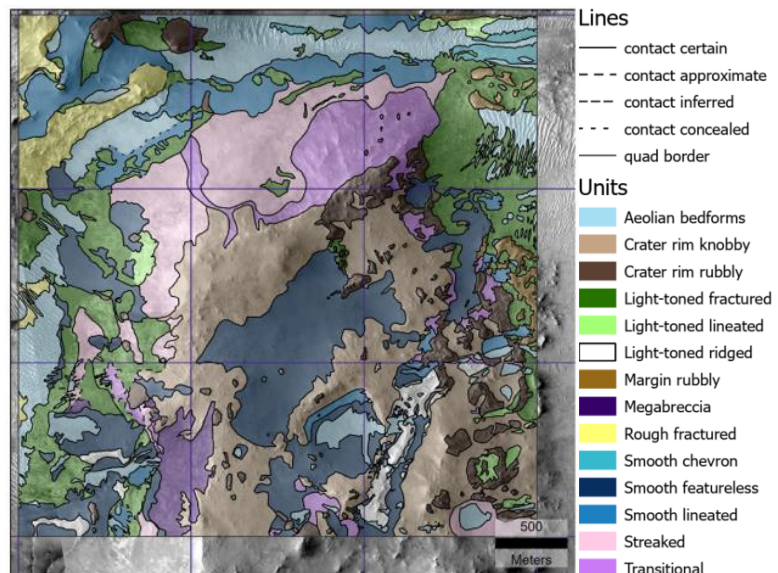 Lines
contact certain
contact approximate
contact inferred
contact concealed
quad border
Units
Aeolian bedforms
Crater rim knobby
Crater rim rubbly
Light-toned fractured
Light-toned lineated
Light-toned ridged
Margin rubbly
Megabreccia
Rough fractured
Smooth chevron
Smooth featureless
Smooth lineated
Streaked
Transitional
500
Meters